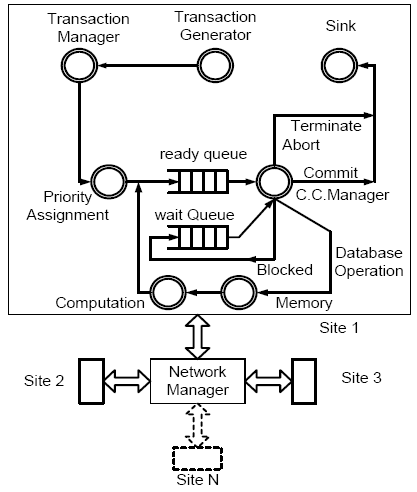 Transaction
Manager
Transaction
Generator
Sink
Terminate
Abort
ready queue
Commit
C.C.Manager
Priority
Assignment
wait Queue
Blocked
Database
Operation
Computation
Memory
Site 1
Site 2
Network
Manager
Site 3
Site N